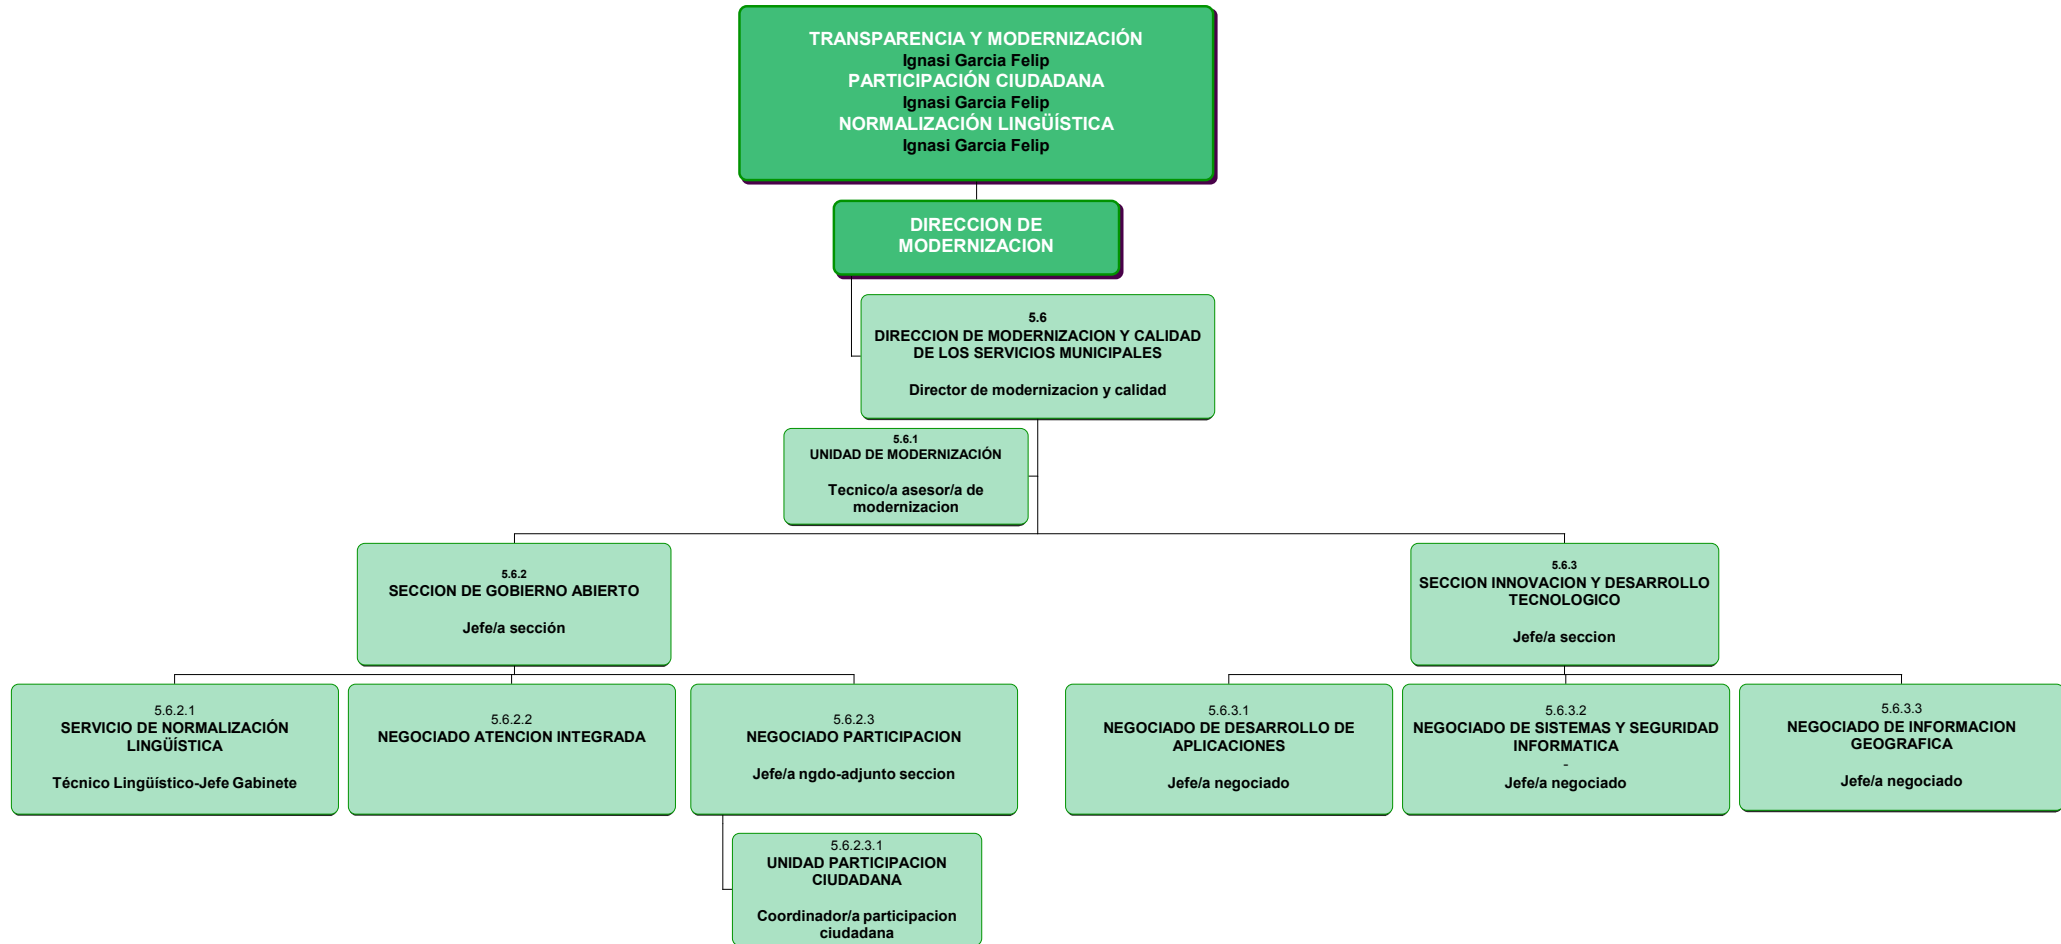 TRANSPARENCIA Y MODERNIZACIÓN
Ignasi Garcia Felip
PARTICIPACIÓN CIUDADANA
Ignasi Garcia Felip
NORMALIZACIÓN LINGÜÍSTICA
Ignasi Garcia Felip
DIRECCION DE
MODERNIZACION
5.6
DIRECCION DE MODERNIZACION Y CALIDAD
DE LOS SERVICIOS MUNICIPALES
Director de modernizacion y calidad
5.6.1
UNIDAD DE MODERNIZACIÓN
Tecnico/a asesor/a de
modernizacion
5.6.2
SECCION DE GOBIERNO ABIERTO
Jefe/a sección
5.6.3
SECCION INNOVACION Y DESARROLLO
TECNOLOGICO
Jefe/a seccion
5.6.2.1
SERVICIO DE NORMALIZACIÓN
LINGÜÍSTICA
Técnico Lingüístico-Jefe Gabinete
5.6.2.2
NEGOCIADO ATENCION INTEGRADA
5.6.2.3
NEGOCIADO PARTICIPACION
Jefe/a ngdo-adjunto seccion
5.6.3.1
NEGOCIADO DE DESARROLLO DE
APLICACIONES
Jefe/a negociado
5.6.3.2
NEGOCIADO DE SISTEMAS Y SEGURIDAD
INFORMATICA
-
Jefe/a negociado
5.6.3.3
NEGOCIADO DE INFORMACION
GEOGRAFICA
Jefe/a negociado
5.6.2.3.1
UNIDAD PARTICIPACION
CIUDADANA
Coordinador/a participacion
ciudadana